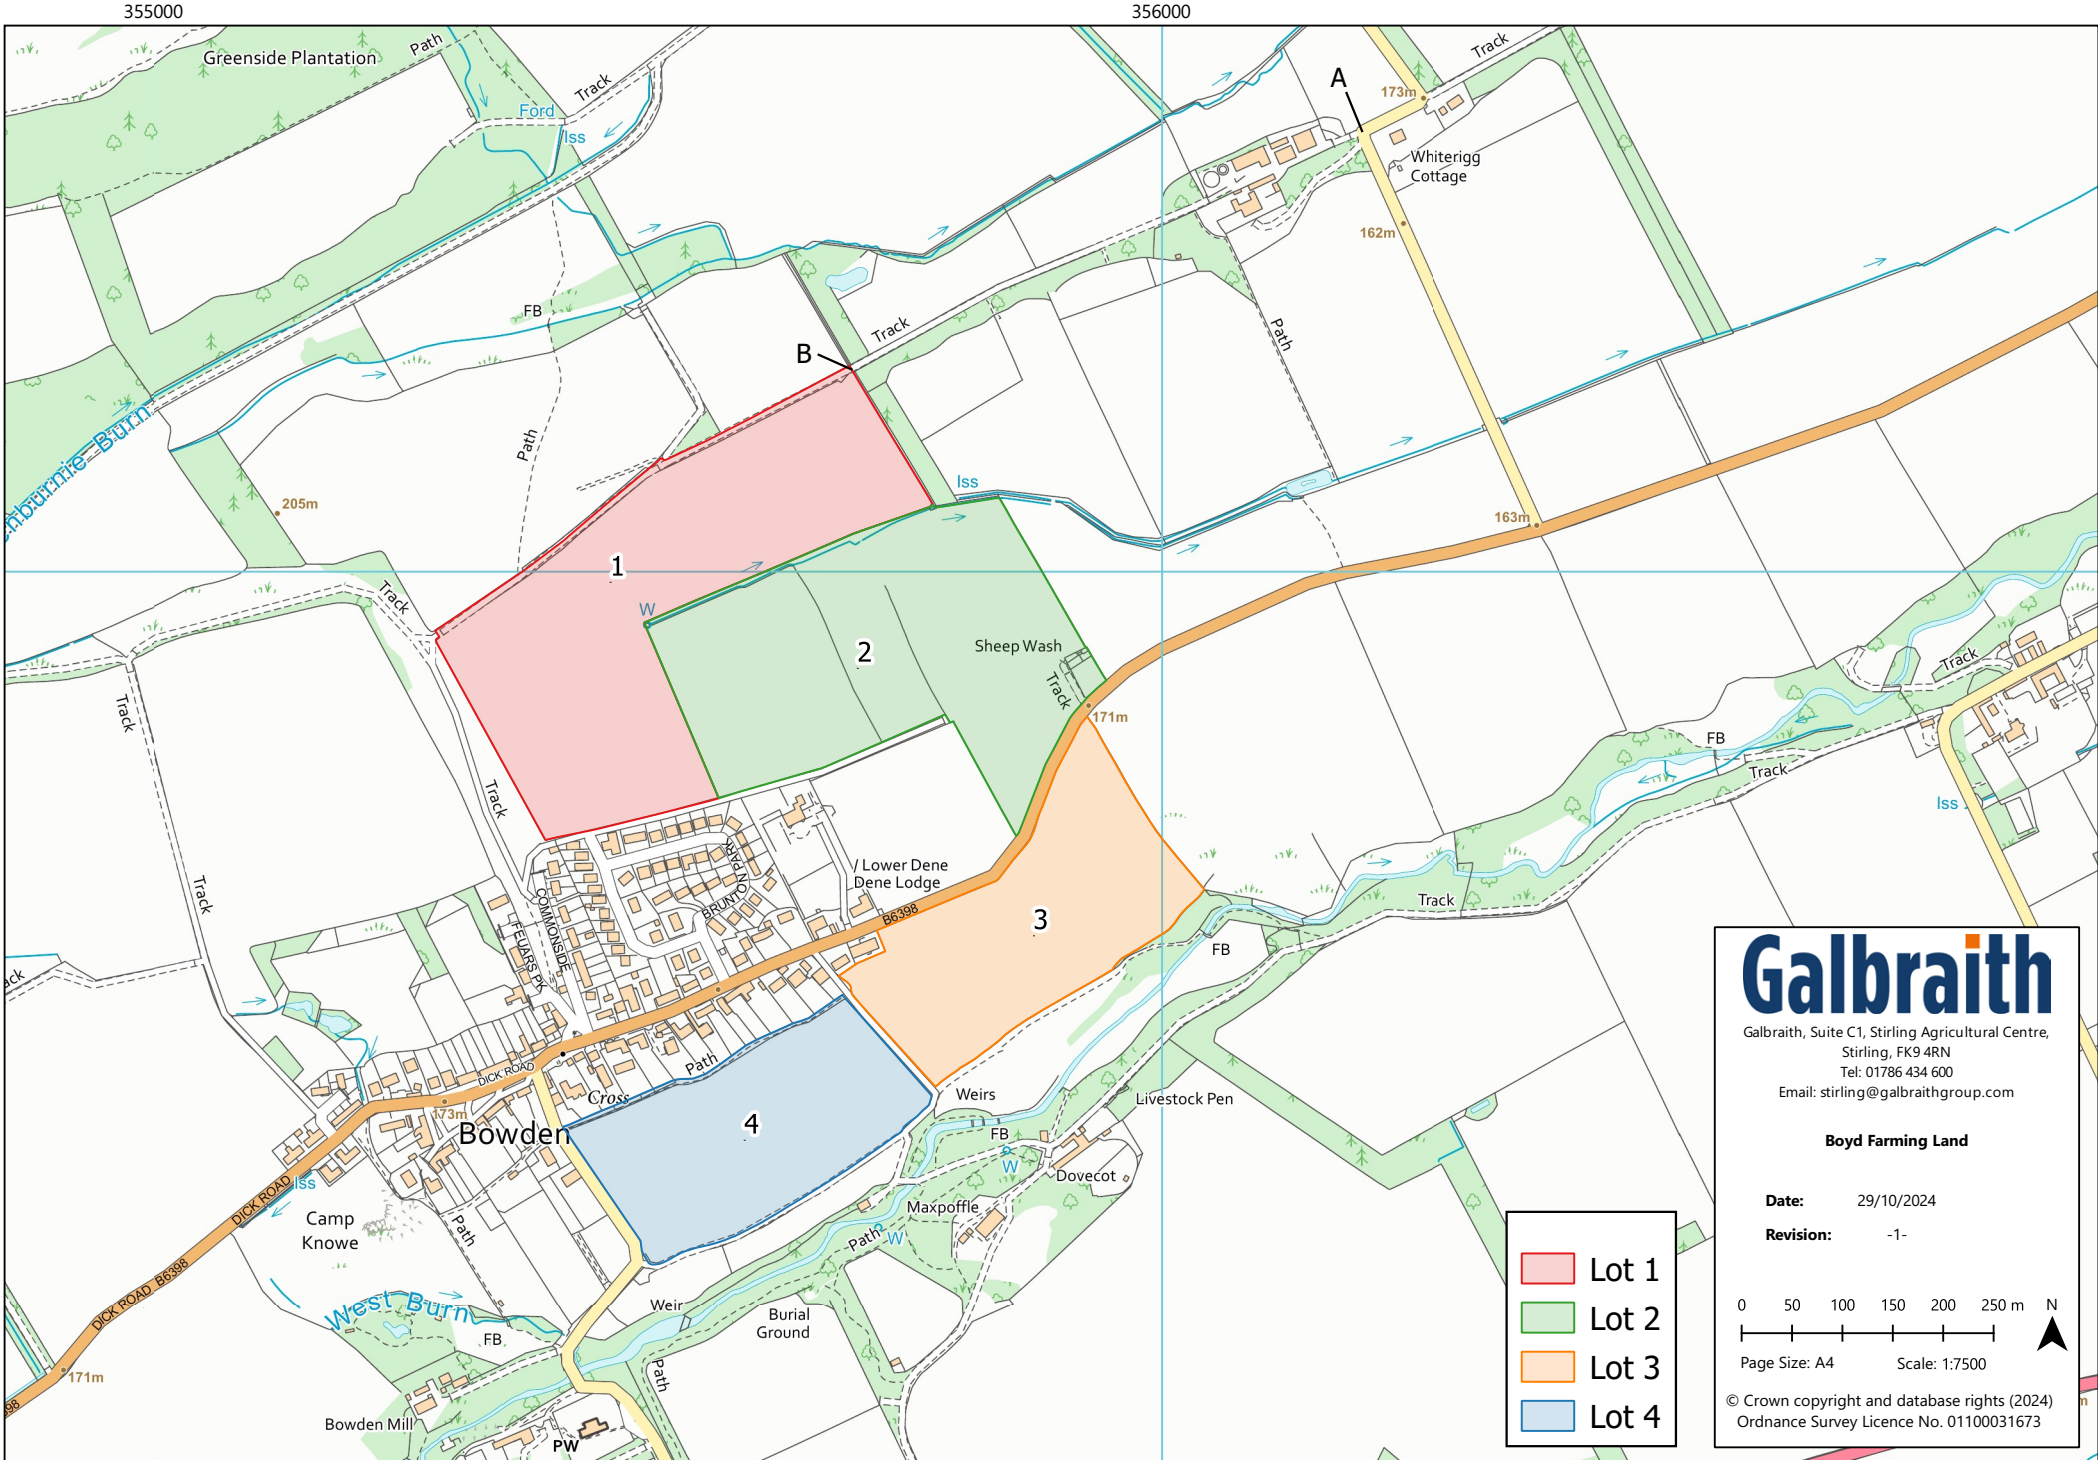 355000
356000
Greenside Plantation
Path
Track
Ford
Iss
Track
A
173m
Whiterigg
Cottage
162m
FB
Track
B
Path
Path
Iss
205m
163m
1
Track
W
2
Sheep Wash
Track
171m
Track
Track
Track
FB
Track
Iss
Track
Lower Dene
Dene Lodge
BRUNTON PARK
COMMONSIDE
FEUARS PK
B6398
3
Track
FB
Path
DICK ROAD
Cross
173m
Bowden
4
Weirs
Livestock Pen
FB
W
Dovecot
Maxpoffle
Path
W
DICK ROAD
Iss
Camp
Knowe
Path
DICK ROAD B6398
West Burn
FB
Weir
Burial
Ground
Path
171m
Bowden Mill
PW
Lot 1
Lot 2
Lot 3
Lot 4
Galbraith
Galbraith, Suite C1, Stirling Agricultural Centre,
Stirling, FK9 4RN
Tel: 01786 434 600
Email: stirling@galbraithgroup.com
Boyd Farming Land
Date: 29/10/2024
Revision: -1-
0 50 100 150 200 250 m N
Page Size: A4 Scale: 1:7500
© Crown copyright and database rights (2024)
Ordnance Survey Licence No. 01100031673